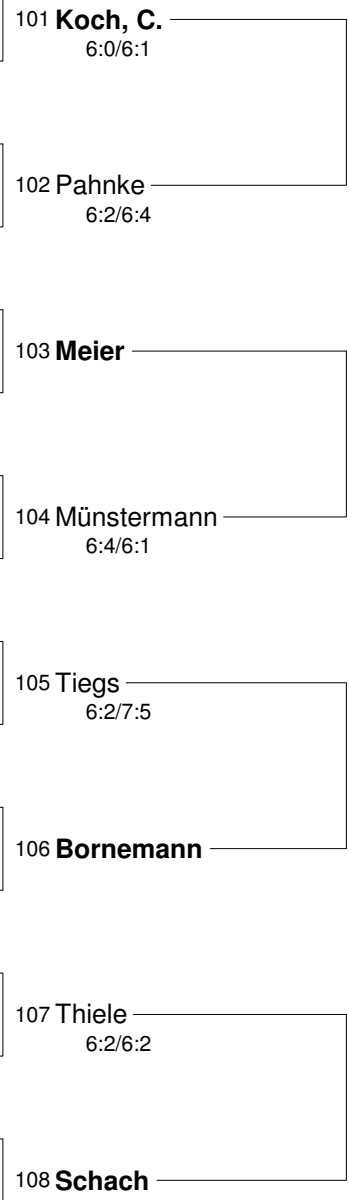 101 Koch, C.
6:0/6:1
102 Pahnke
6:2/6:4
103 Meier
104 Münstermann
6:4/6:1
105 Tiegs
6:2/7:5
106 Bornemann
107 Thiele
6:2/6:2
108 Schach